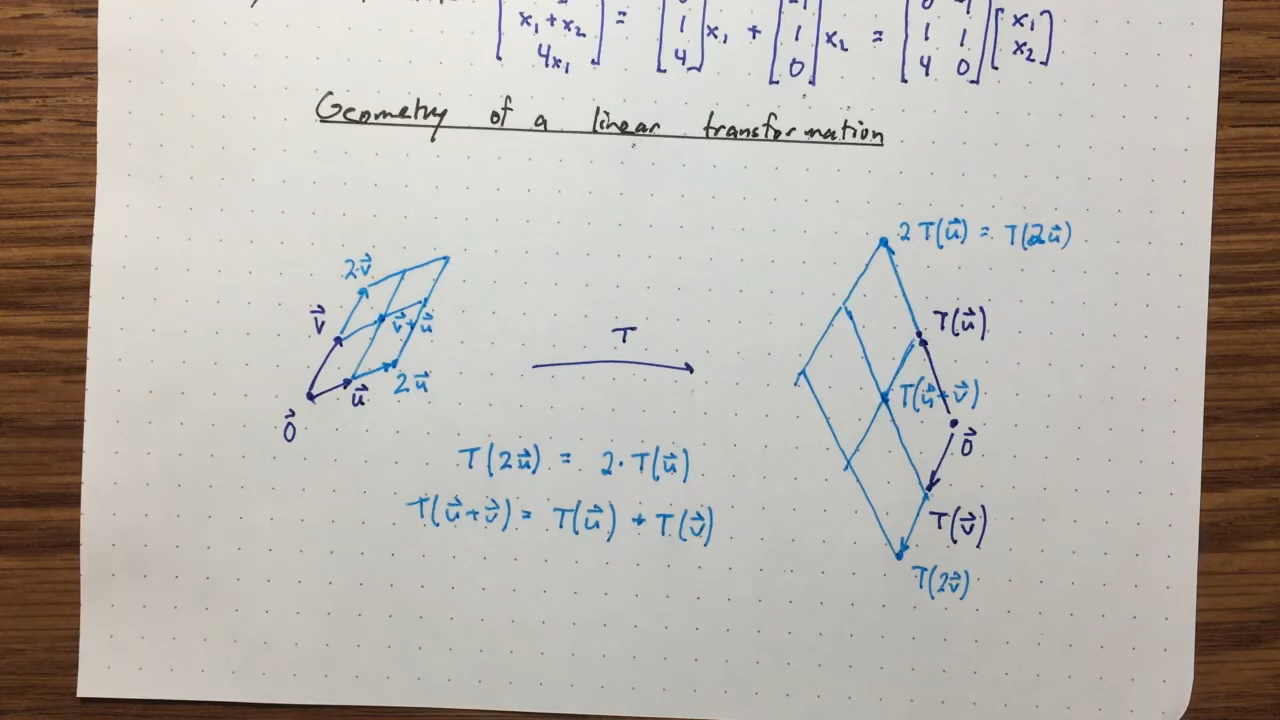 [x₁ + x₂ 4x₁] = [1 4] x₁ + [1 0] x₂ = [1 1 4 0] [x₁ x₂]
Geometry of a linear transformation
2v⃗
v⃗
v⃗ + u⃗
u⃗
2u⃗
0⃗
T
T(2u⃗) = 2·T(u⃗)
T(u⃗+v⃗) = T(u⃗) + T(v⃗)
2T(u⃗) = T(2u⃗)
T(u⃗)
T(u⃗+v⃗)
0⃗
T(v⃗)
T(2v⃗)